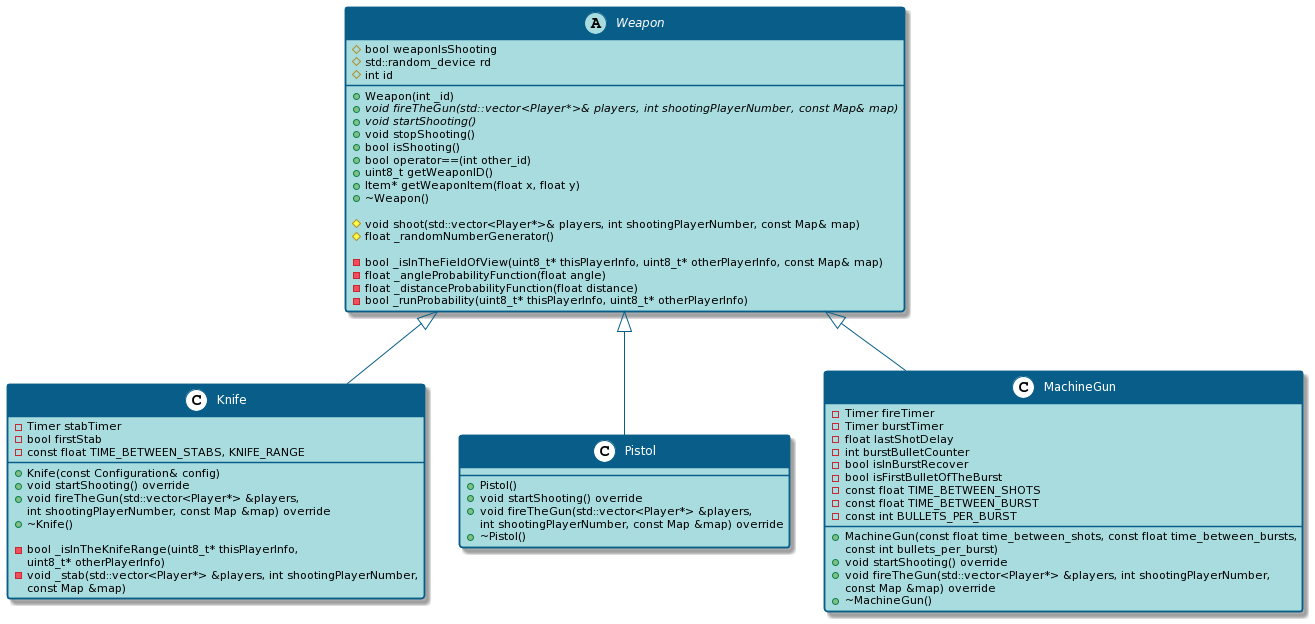 A Weapon
bool weaponIsShooting
std::random_device rd
int id
Weapon(int _id)
void fireTheGun(std::vector<Player*>& players, int shootingPlayerNumber, const Map& map)
void startShooting()
void stopShooting()
bool isShooting()
bool operator==(int other_id)
uint8_t getWeaponID()
Item* getWeaponItem(float x, float y)
~Weapon()
void shoot(std::vector<Player*>& players, int shootingPlayerNumber, const Map& map)
float _randomNumberGenerator()
bool _isInTheFieldOfView(uint8_t* thisPlayerInfo, uint8_t* otherPlayerInfo, const Map& map)
float _angleProbabilityFunction(float angle)
float _distanceProbabilityFunction(float distance)
bool _runProbability(uint8_t* thisPlayerInfo, uint8_t* otherPlayerInfo)
C Knife
Timer stabTimer
bool firstStab
const float TIME_BETWEEN_STABS, KNIFE_RANGE
Knife(const Configuration& config)
void startShooting() override
void fireTheGun(std::vector<Player*> &players,
int shootingPlayerNumber, const Map &map) override
~Knife()
bool _isInTheKnifeRange(uint8_t* thisPlayerInfo,
uint8_t* otherPlayerInfo)
void _stab(std::vector<Player*> &players, int shootingPlayerNumber,
const Map &map)
C Pistol
Pistol()
void startShooting() override
void fireTheGun(std::vector<Player*> &players,
int shootingPlayerNumber, const Map &map) override
~Pistol()
C MachineGun
Timer fireTimer
Timer burstTimer
float lastShotDelay
int burstBulletCounter
bool isInBurstRecover
bool isFirstBulletOfTheBurst
const float TIME_BETWEEN_SHOTS
const float TIME_BETWEEN_BURST
const int BULLETS_PER_BURST
MachineGun(const float time_between_shots, const float time_between_bursts,
const int bullets_per_burst)
void startShooting() override
void fireTheGun(std::vector<Player*> &players, int shootingPlayerNumber,
const Map &map) override
~MachineGun()